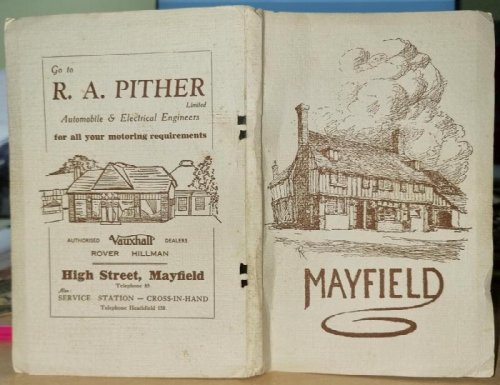 Go to
R. A. PITHER
Limited
Automobile & Electrical Engineers
for all your motoring requirements
AUTHORISED Vauxhall DEALERS
ROVER HILLMAN
High Street, Mayfield
Telephone 85
Also
SERVICE STATION — CROSS-IN-HAND
Telephone Heathfield 158
MAYFIELD